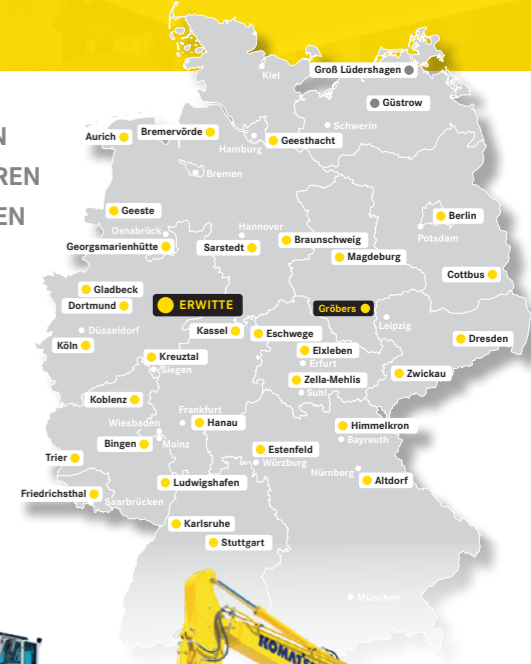 N
REN
EN
Kiel
Groß Lüdershagen
Güstrow
Schwerin
Aurich
Bremervörde
Hamburg
Geesthacht
Bremen
Geeste
Berlin
Osnabrück
Hannover
Potsdam
Georgsmarienhütte
Sarstedt
Braunschweig
Magdeburg
Cottbus
Gladbeck
Dortmund
ERWITTE
Gröbers
Leipzig
Düsseldorf
Kassel
Eschwege
Dresden
Köln
Elxleben
Kreuztal
Erfurt
Siegen
Zella-Mehlis
Zwickau
Suhl
Koblenz
Frankfurt
Wiesbaden
Hanau
Himmelkron
Mainz
Bayreuth
Bingen
Estenfeld
Trier
Würzburg
Nürnberg
Ludwigshafen
Altdorf
Friedrichsthal
Saarbrücken
Karlsruhe
Stuttgart
München
KOMATS